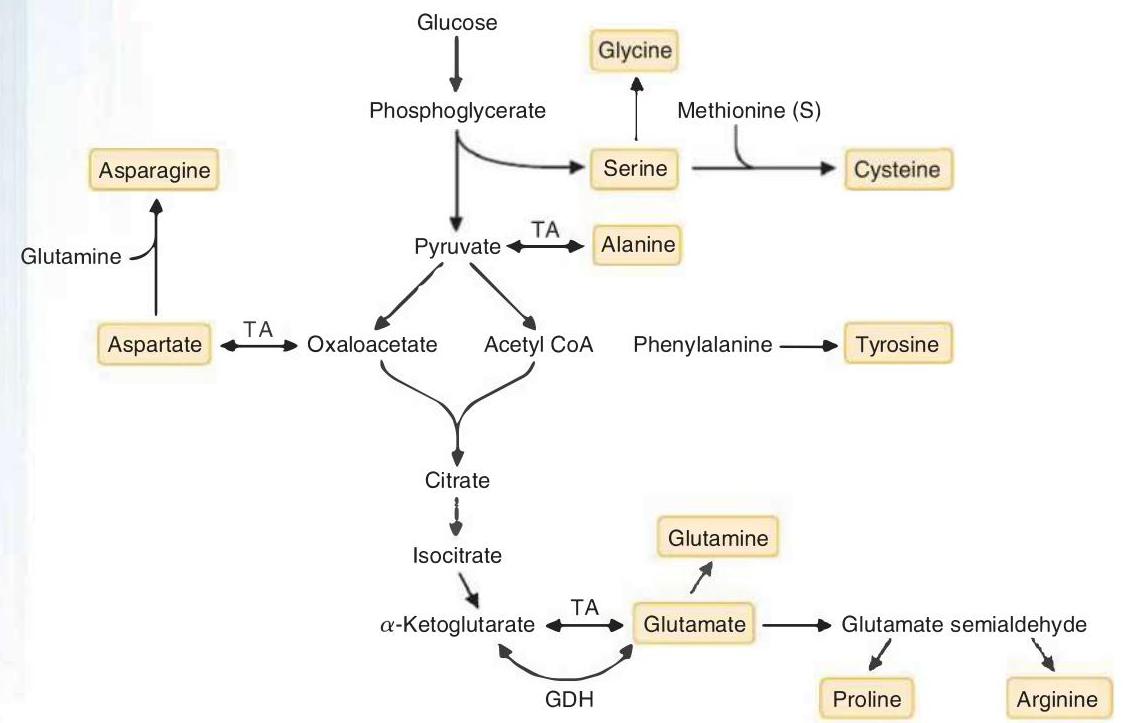 Glucose
Glycine
Phosphoglycerate
Methionine (S)
Asparagine
Serine
Cysteine
Glutamine
Pyruvate
TA
Alanine
Aspartate
TA
Oxaloacetate
Acetyl CoA
Phenylalanine
Tyrosine
Citrate
Isocitrate
Glutamine
α-Ketoglutarate
TA
Glutamate
Glutamate semialdehyde
GDH
Proline
Arginine